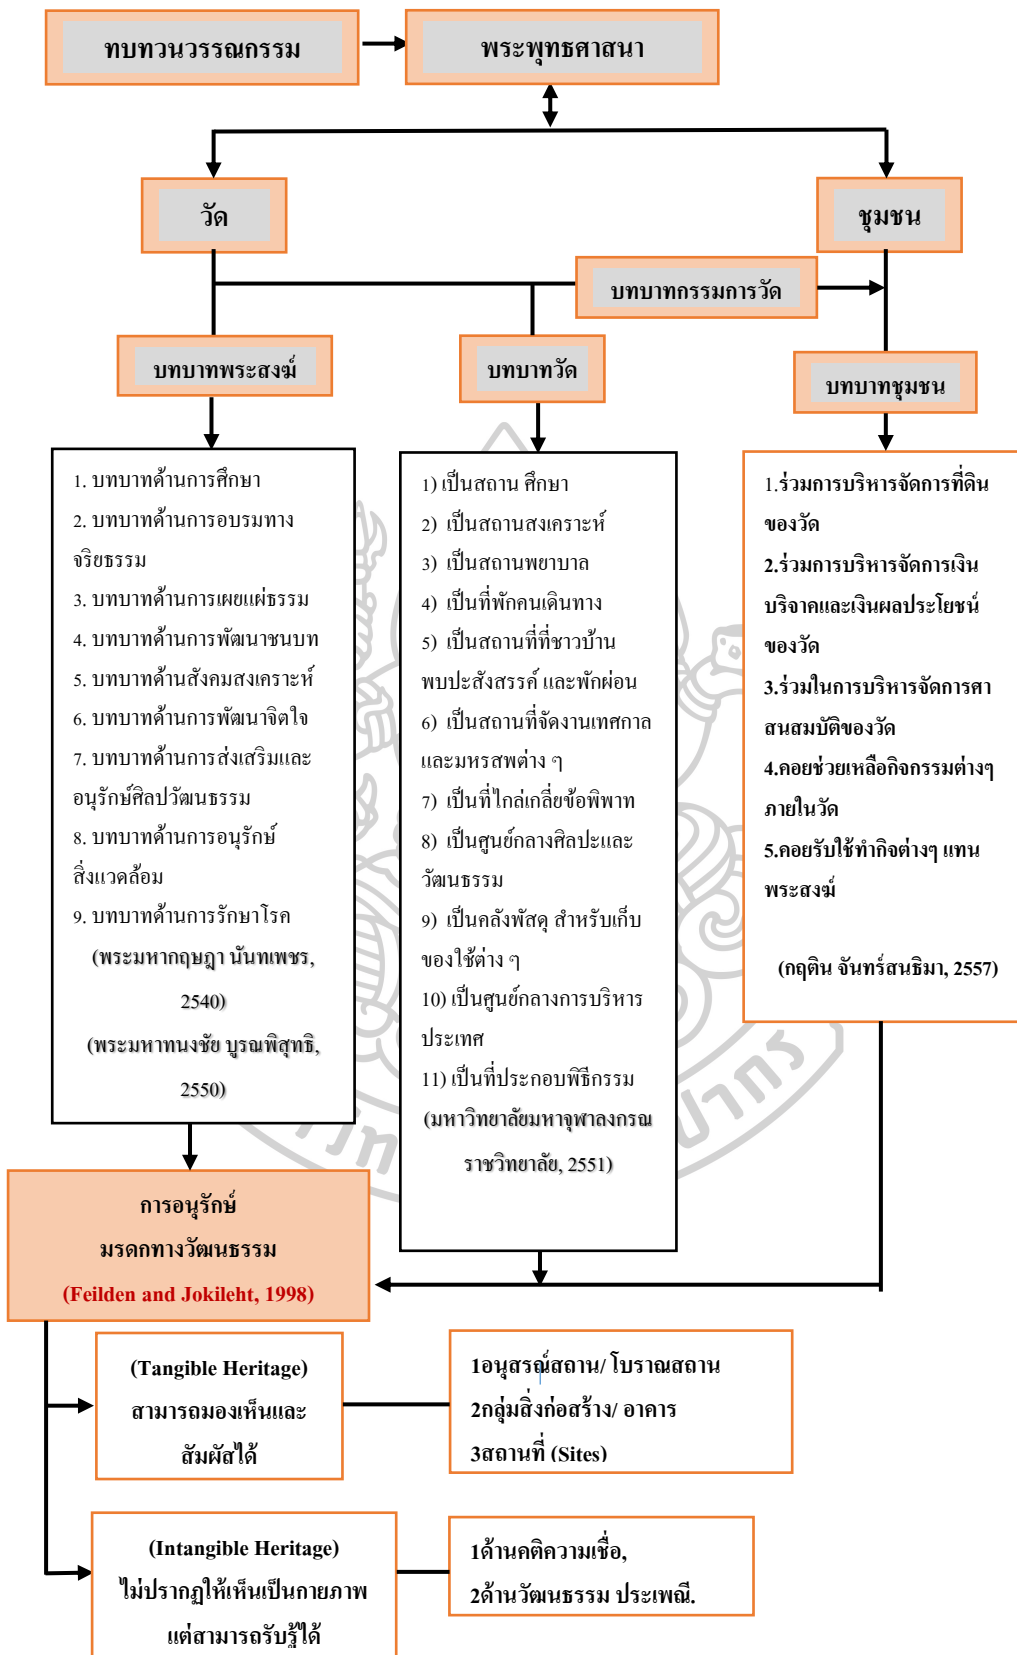 ทบทวนวรรณกรรม
พระพุทธศาสนา
วัด
ชุมชน
บทบาทกรรมการวัด
บทบาทพระสงฆ์
บทบาทวัด
บทบาทชุมชน
1. บทบาทด้านการศึกษา
2. บทบาทด้านการอบรมทาง
จริยธรรม
3. บทบาทด้านการเผยแผ่ธรรม
4. บทบาทด้านการพัฒนาชนบท
5. บทบาทด้านสังคมสงเคราะห์
6. บทบาทด้านการพัฒนาจิตใจ
7. บทบาทด้านการส่งเสริมและ
อนุรักษ์ศิลปวัฒนธรรม
8. บทบาทด้านการอนุรักษ์
สิ่งแวดล้อม
9. บทบาทด้านการรักษาโรค
(พระมหากฤษฎา นันทเพชร,
2540)
(พระมหาทนงชัย บูรณพิสุทธิ,
2550)
1) เป็นสถาน ศึกษา
2) เป็นสถานสงเคราะห์
3) เป็นสถานพยาบาล
4) เป็นที่พักคนเดินทาง
5) เป็นสถานที่ที่ชาวบ้าน
พบปะสังสรรค์ และพักผ่อน
6) เป็นสถานที่จัดงานเทศกาล
และมหรสพต่าง ๆ
7) เป็นที่ไกล่เกลี่ยข้อพิพาท
8) เป็นศูนย์กลางศิลปะและ
วัฒนธรรม
9) เป็นคลังพัสดุ สำหรับเก็บ
ของใช้ต่าง ๆ
10) เป็นศูนย์กลางการบริหาร
ประเทศ
11) เป็นที่ประกอบพิธีกรรม
(มหาวิทยาลัยมหาจุฬาลงกรณ
ราชวิทยาลัย, 2551)
1.ร่วมการบริหารจัดการที่ดิน
ของวัด
2.ร่วมการบริหารจัดการเงิน
บริจาคและเงินผลประโยชน์
ของวัด
3.ร่วมในการบริหารจัดการศา
สนสมบัติของวัด
4.คอยช่วยเหลือกิจกรรมต่างๆ
ภายในวัด
5.คอยรับใช้ทำกิจต่างๆ แทน
พระสงฆ์
(กฤติน จันทร์สนธิมา, 2557)
การอนุรักษ์
มรดกทางวัฒนธรรม
(Feilden and Jokileht, 1998)
(Tangible Heritage)
สามารถมองเห็นและ
สัมผัสได้
1อนุสรณ์สถาน/ โบราณสถาน
2กลุ่มสิ่งก่อสร้าง/ อาคาร
3สถานที่ (Sites)
(Intangible Heritage)
ไม่ปรากฏให้เห็นเป็นกายภาพ
แต่สามารถรับรู้ได้
1ด้านคติความเชื่อ,
2ด้านวัฒนธรรม ประเพณี.